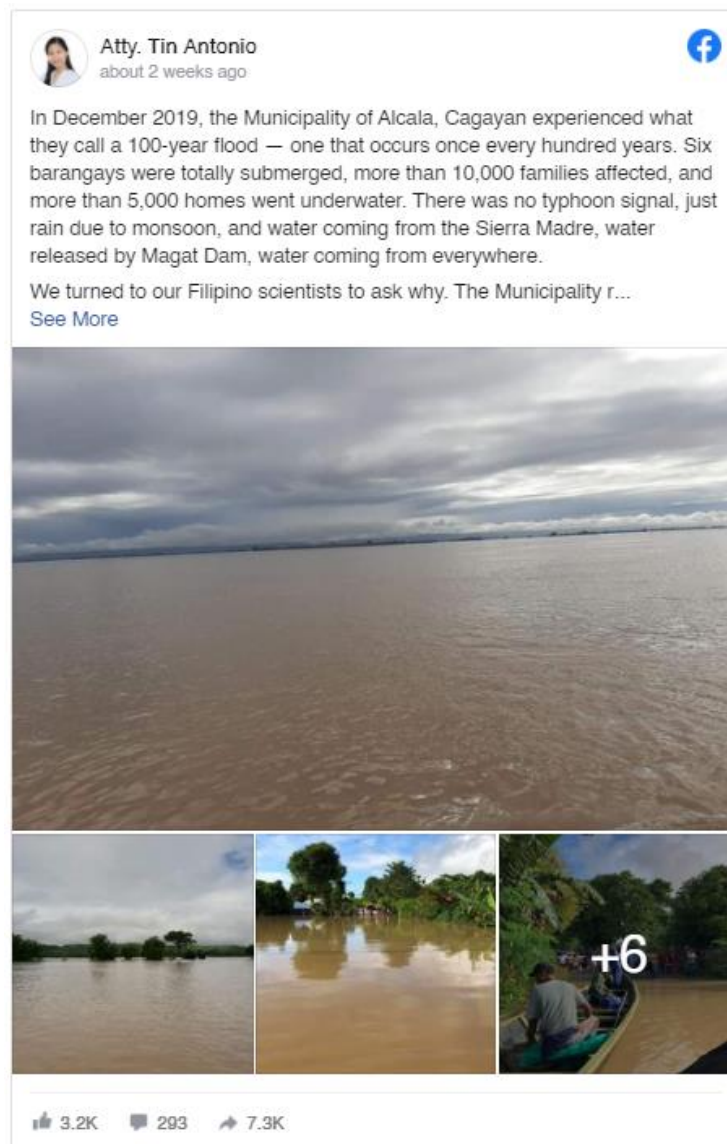 Atty. Tin Antonio
about 2 weeks ago
In December 2019, the Municipality of Alcala, Cagayan experienced what
they call a 100-year flood — one that occurs once every hundred years. Six
barangays were totally submerged, more than 10,000 families affected, and
more than 5,000 homes went underwater. There was no typhoon signal, just
rain due to monsoon, and water coming from the Sierra Madre, water
released by Magat Dam, water coming from everywhere.
We turned to our Filipino scientists to ask why. The Municipality r...
See More
+6
3.2K 293 7.3K